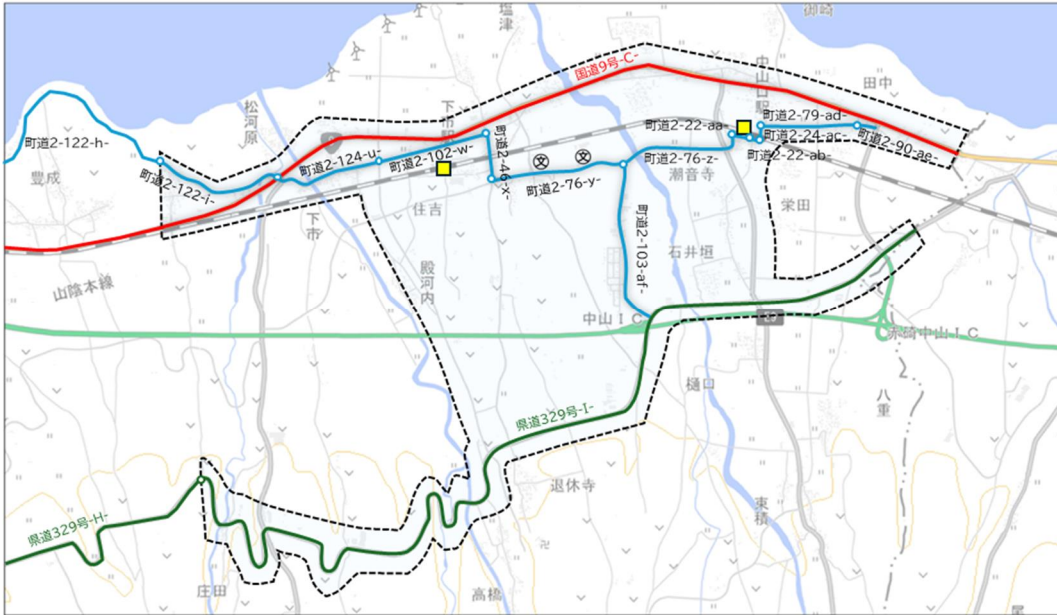 御崎
塩津
国道9号-C-
中山口駅
田中
松河原
下市駅
町道2-79-ad-
町道2-22-aa-
町道2-24-ac-
町道2-90-ae-
町道2-22-ab-
町道2-122-h-
町道2-124-u-
町道2-102-w-
町道2-46-x-
町道2-76-z-
町道2-76-y-
潮音寺
豊成
町道2-122-i-
住吉
下市
栄田
町道2-103-af-
石井垣
殿河内
山陰本線
中山IC
赤碕中山IC
樋口
八重
県道329号-I-
退休寺
東積
県道329号-H-
庄田
高橋
尾